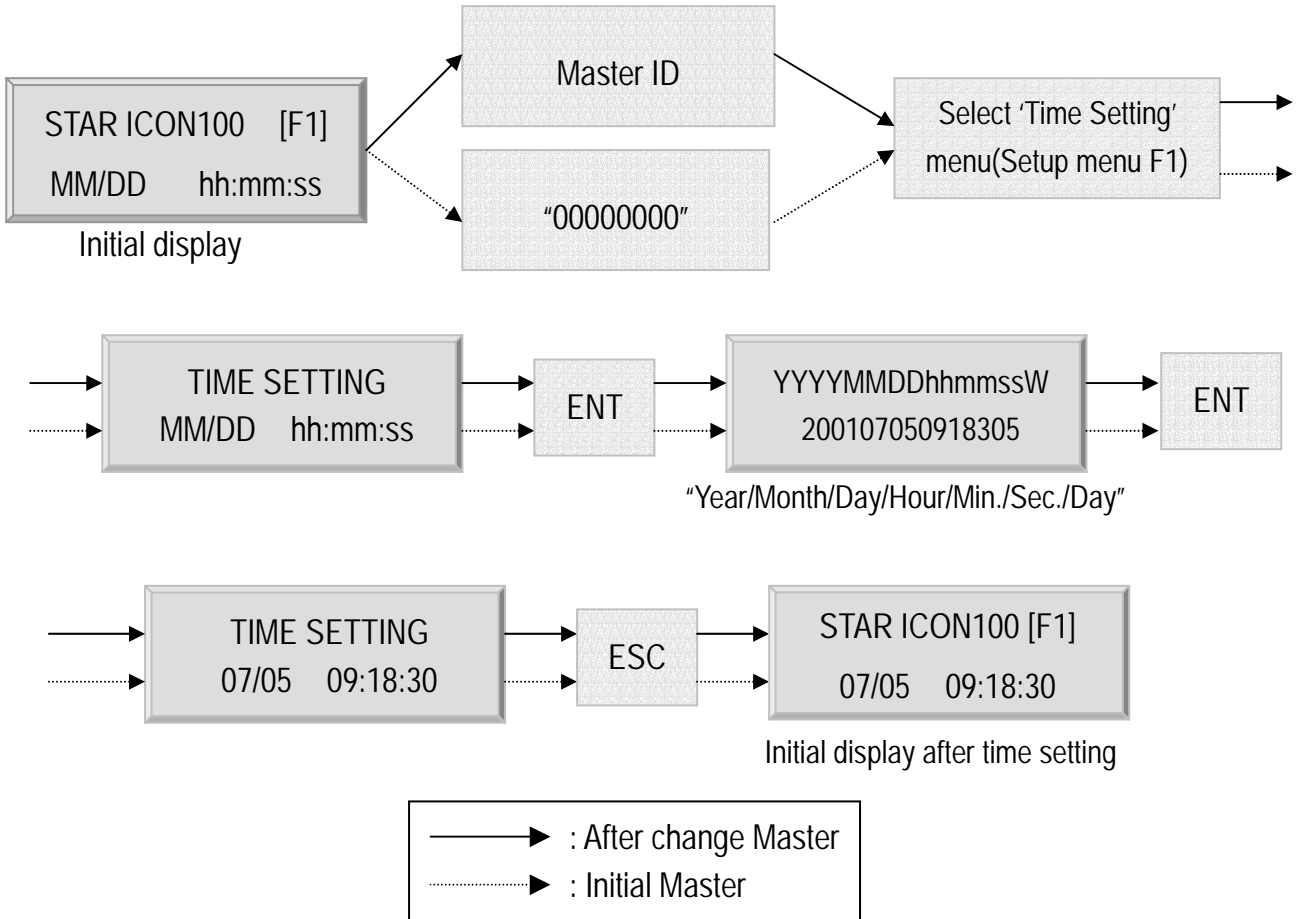 STAR ICON100 [F1]
MM/DD hh:mm:ss
Initial display
Master ID
"00000000"
Select 'Time Setting'
menu(Setup menu F1)
TIME SETTING
MM/DD hh:mm:ss
ENT
YYYYMMDDhhmmssW
200107050918305
"Year/Month/Day/Hour/Min./Sec./Day"
ENT
TIME SETTING
07/05 09:18:30
ESC
STAR ICON100 [F1]
07/05 09:18:30
Initial display after time setting
: After change Master
: Initial Master